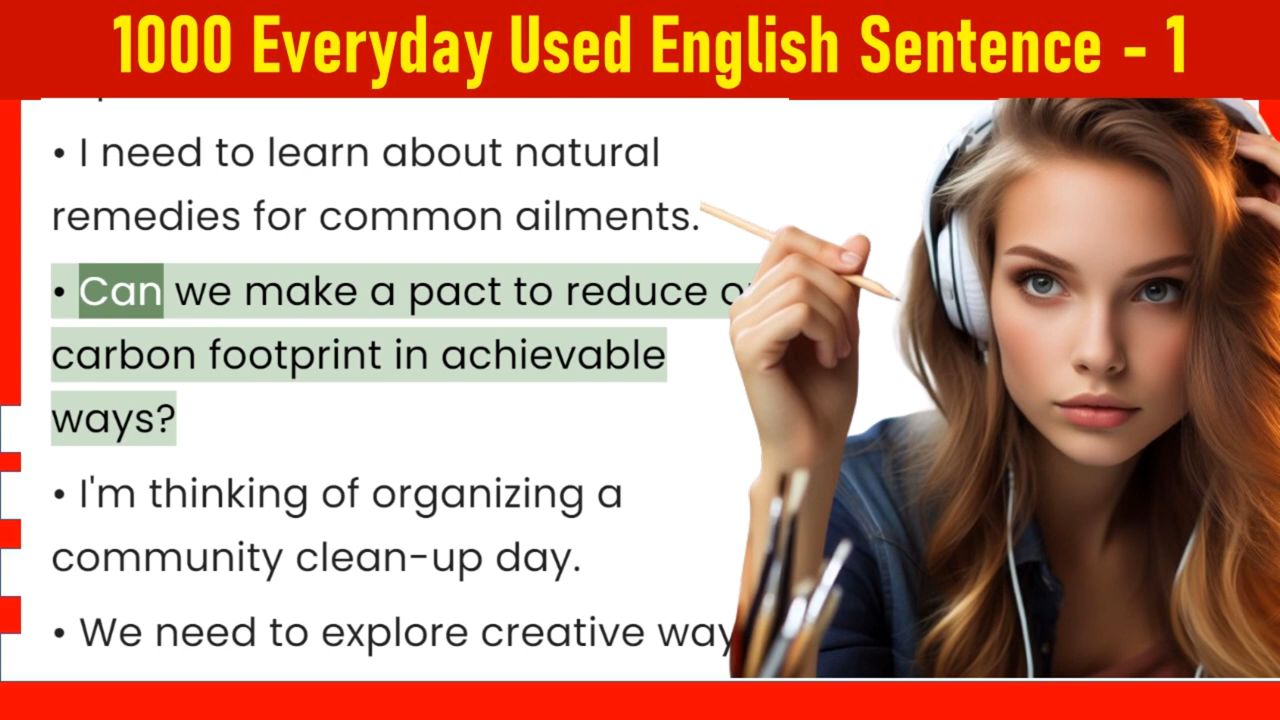 1000 Everyday Used English Sentence - 1
• I need to learn about natural
remedies for common ailments.
• Can we make a pact to reduce
carbon footprint in achievable
ways?
• I'm thinking of organizing a
community clean-up day.
• We need to explore creative